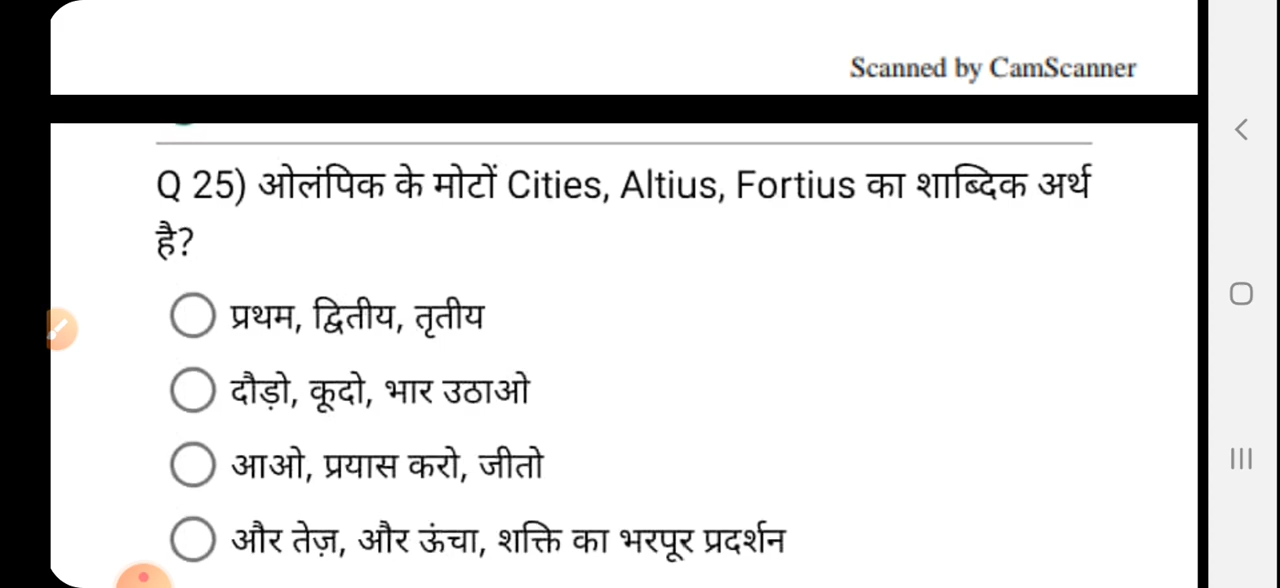 Scanned by CamScanner
Q 25) ओलंपिक के मोटों Cities, Altius, Fortius का शाब्दिक अर्थ
है?
प्रथम, द्वितीय, तृतीय
दौड़ो, कूदो, भार उठाओ
आओ, प्रयास करो, जीतो
और तेज़, और ऊंचा, शक्ति का भरपूर प्रदर्शन